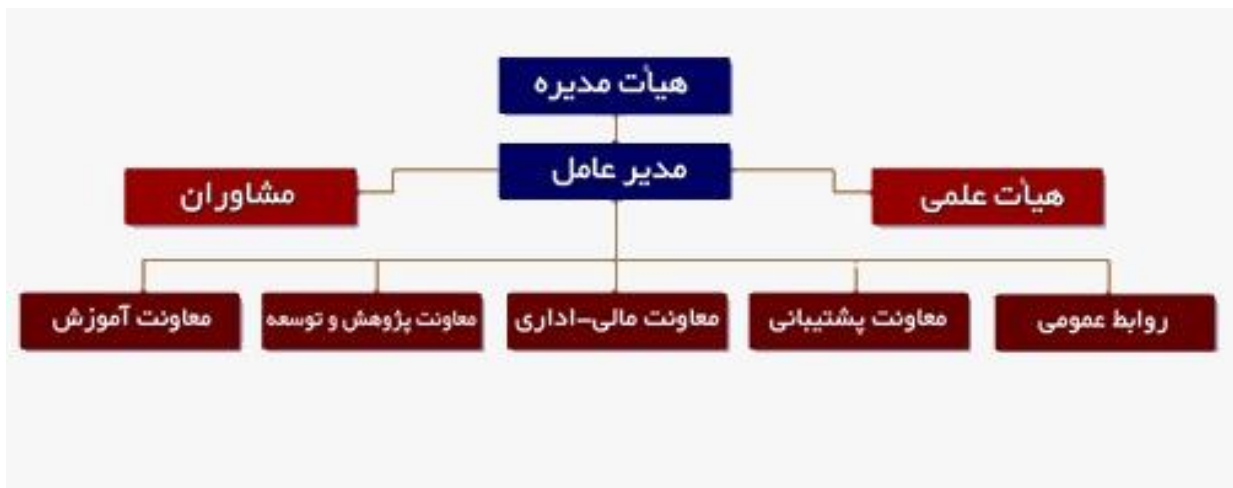 هیأت مدیره
مدیر عامل
هیأت علمی
مشاوران
روابط عمومی
معاونت پشتیبانی
معاونت مالی-اداری
معاونت پژوهش و توسعه
معاونت آموزش